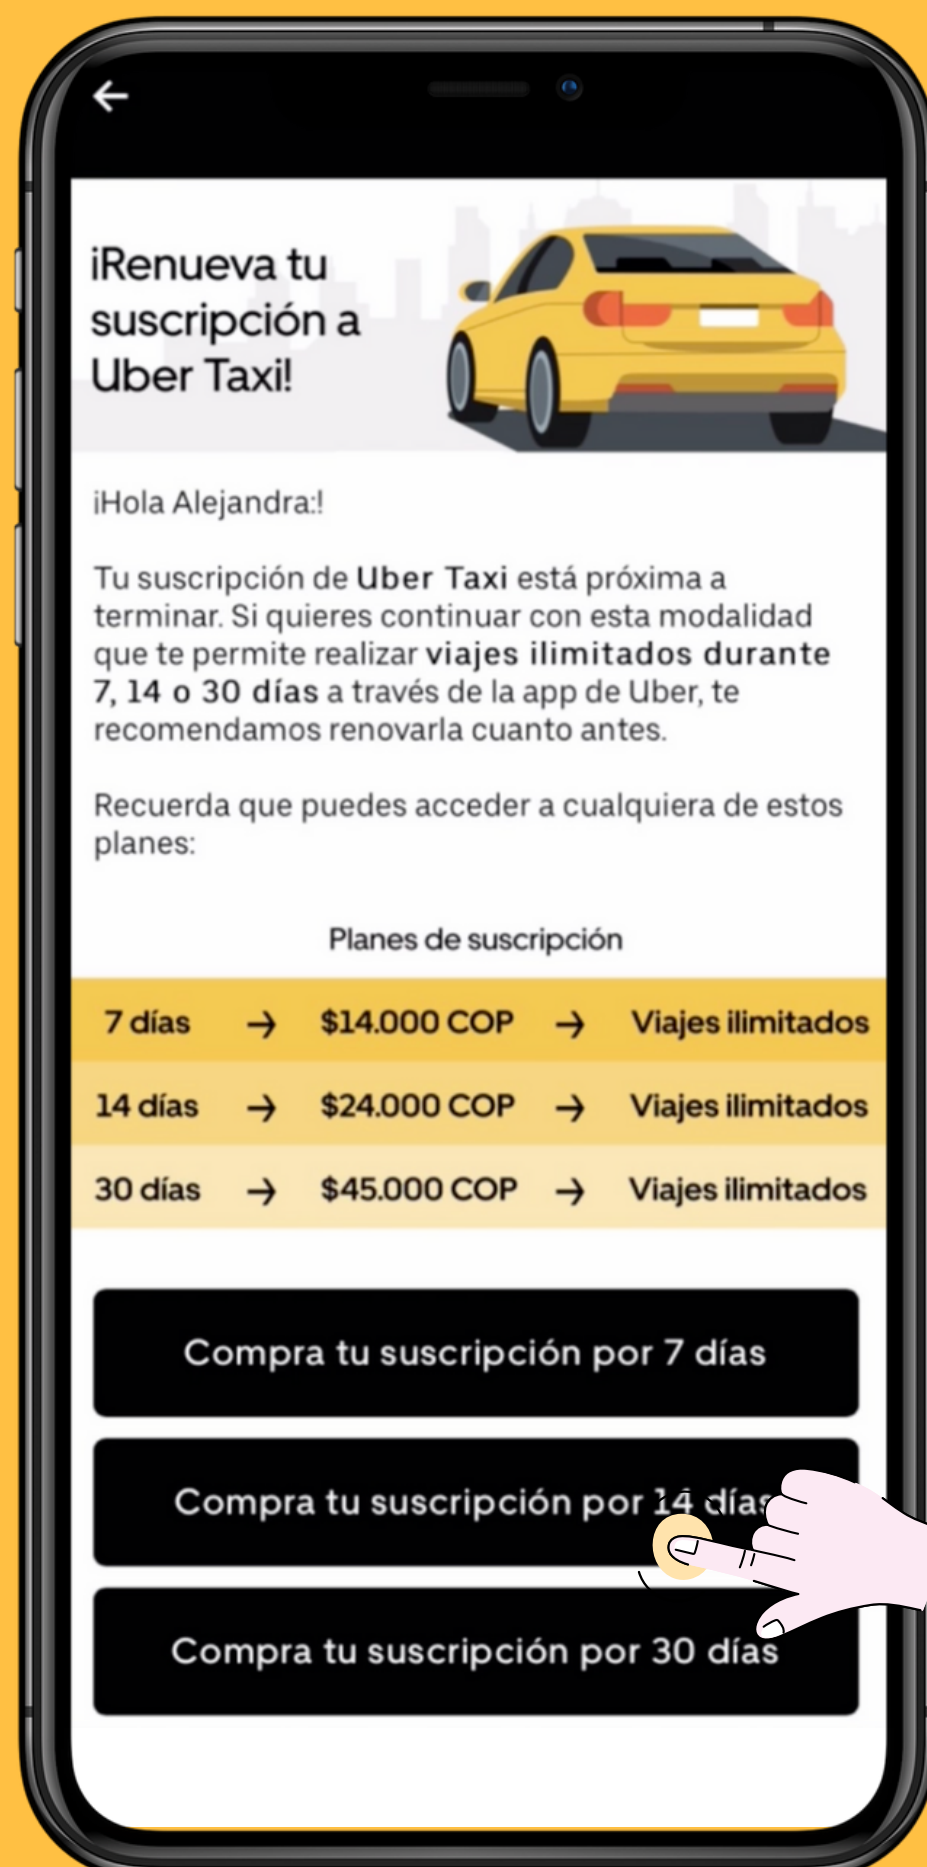 ¡Renueva tu
suscripción a
Uber Taxi!
¡Hola Alejandra:!
Tu suscripción de Uber Taxi está próxima a
terminar. Si quieres continuar con esta modalidad
que te permite realizar viajes ilimitados durante
7, 14 o 30 días a través de la app de Uber, te
recomendamos renovarla cuanto antes.
Recuerda que puedes acceder a cualquiera de estos
planes:
Planes de suscripción
7 días → $14.000 COP → Viajes ilimitados
14 días → $24.000 COP → Viajes ilimitados
30 días → $45.000 COP → Viajes ilimitados
Compra tu suscripción por 7 días
Compra tu suscripción por 14 días
Compra tu suscripción por 30 días